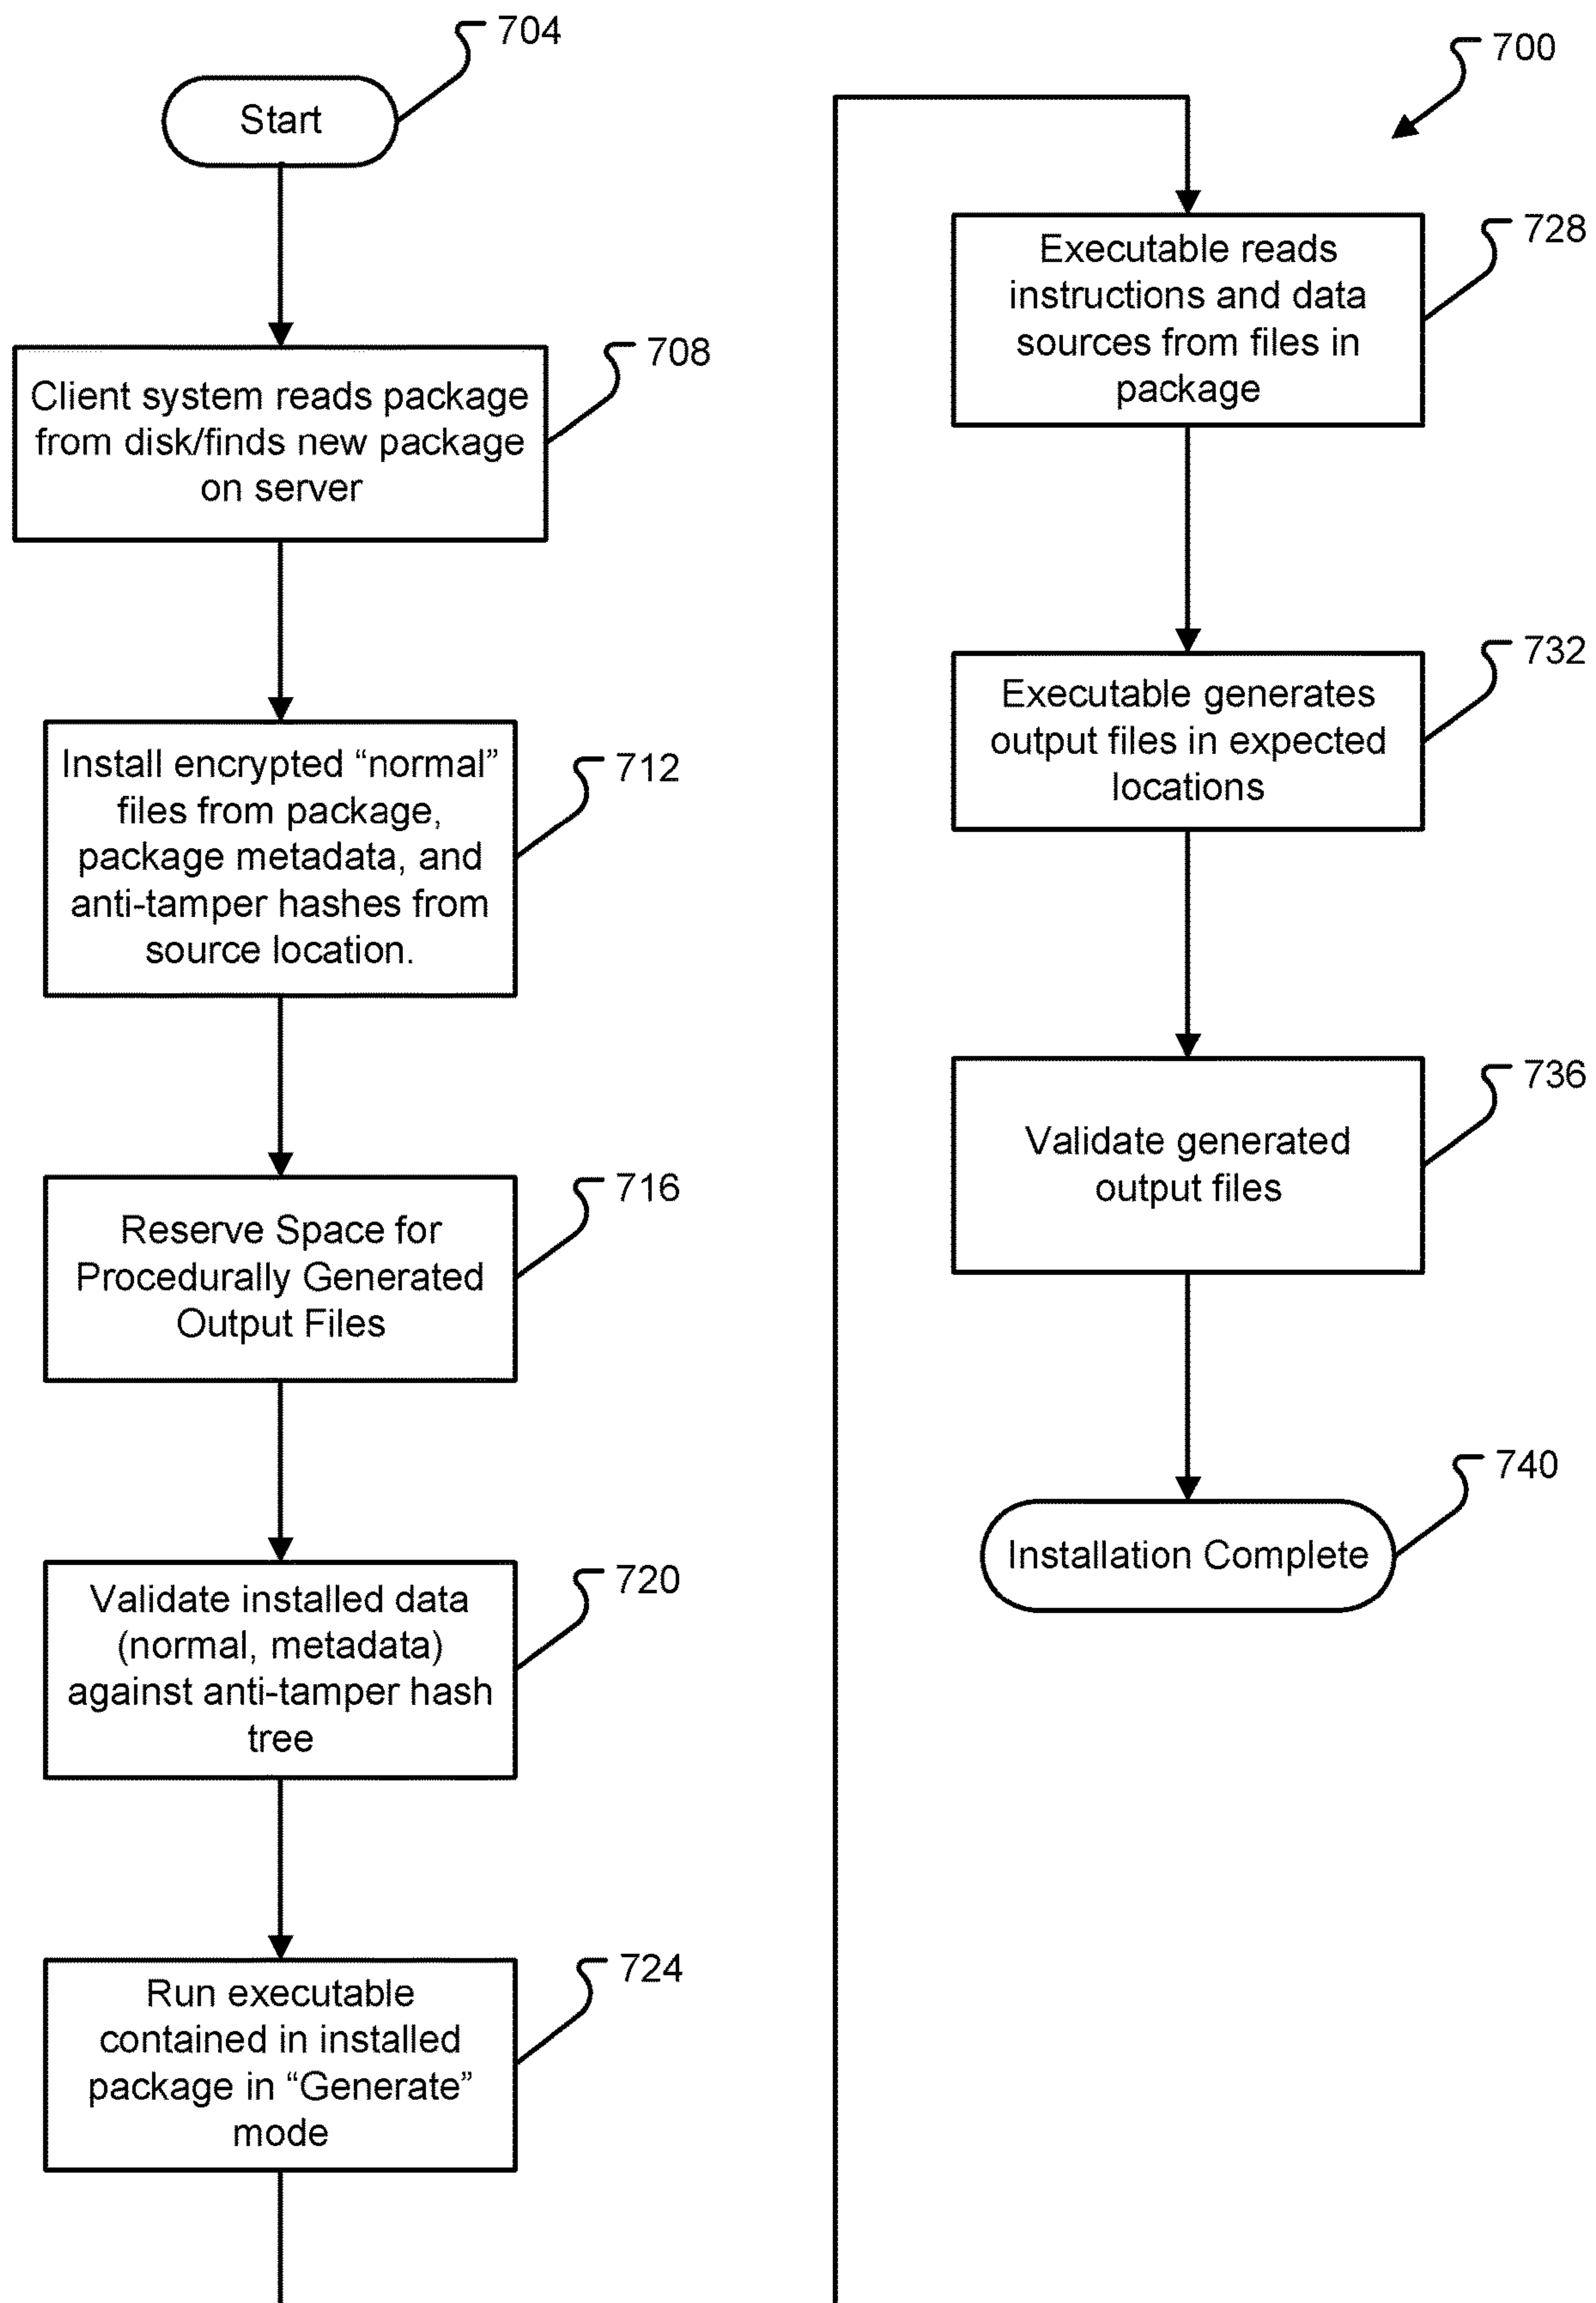 704
Start
708
Client system reads package
from disk/finds new package
on server
712
Install encrypted “normal”
files from package,
package metadata, and
anti-tamper hashes from
source location.
716
Reserve Space for
Procedurally Generated
Output Files
720
Validate installed data
(normal, metadata)
against anti-tamper hash
tree
724
Run executable
contained in installed
package in “Generate”
mode
700
728
Executable reads
instructions and data
sources from files in
package
732
Executable generates
output files in expected
locations
736
Validate generated
output files
740
Installation Complete